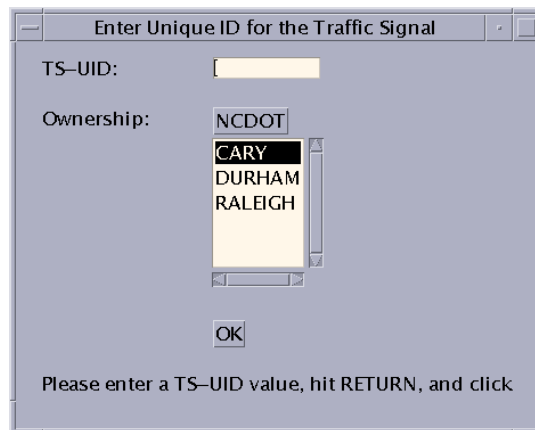 Enter Unique ID for the Traffic Signal
TS–UID:
Ownership:
NCDOT
CARY
DURHAM
RALEIGH
OK
Please enter a TS–UID value, hit RETURN, and click